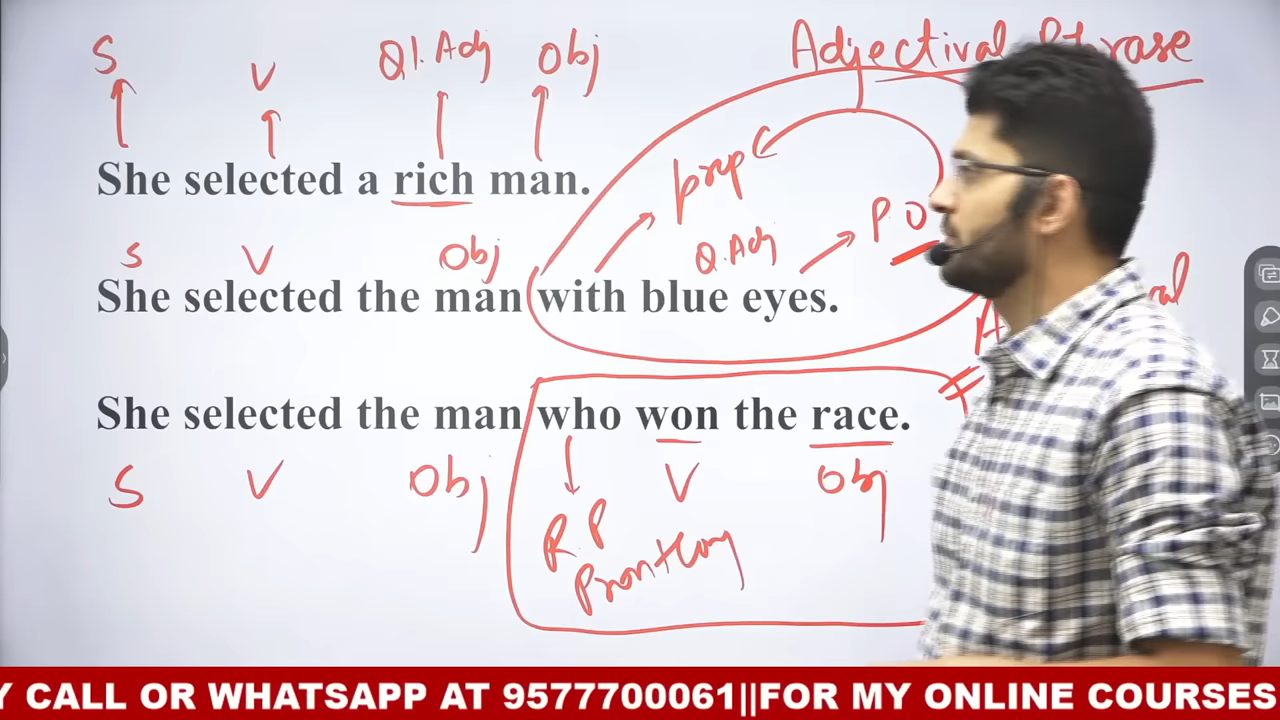 S V Ql.Adj Obj Adjectival Phrase
She selected a rich man.
prep
Q.Adj P.O
S V Obj
She selected the man with blue eyes.
She selected the man who won the race.
S V Obj V Obj
R.P
Pron+Conj
Y CALL OR WHATSAPP AT 9577700061||FOR MY ONLINE COURSES